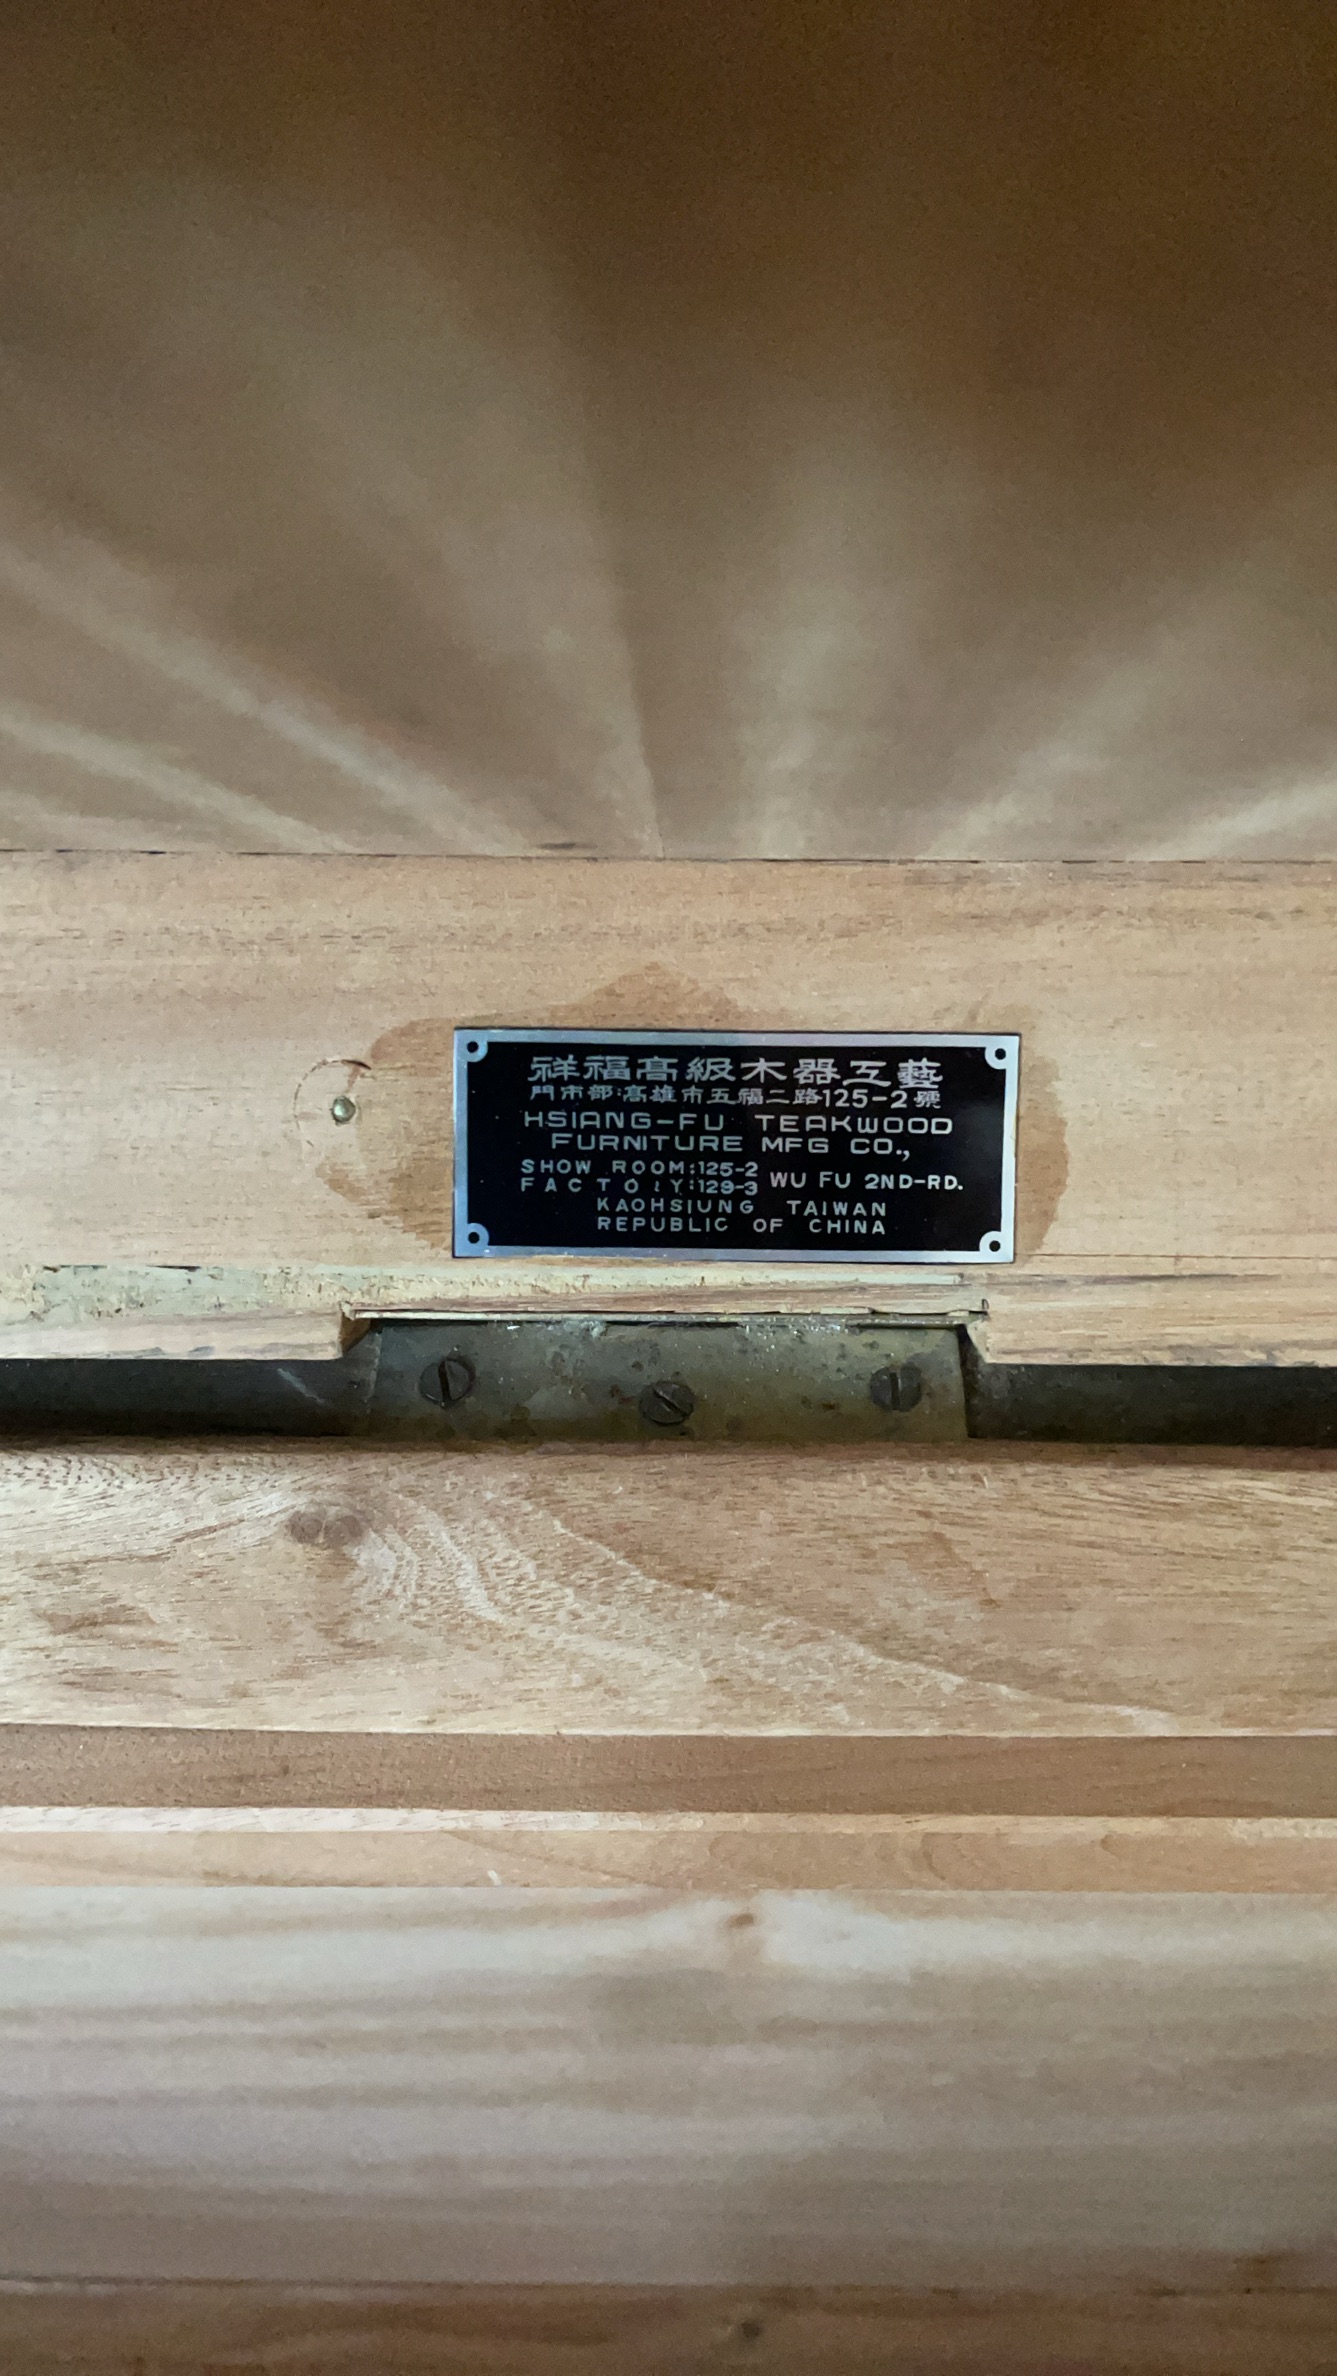 祥福高級木器工藝
門市部:高雄市五福二路125-2號
HSIANG-FU TEAKWOOD
FURNITURE MFG CO.,
SHOW ROOM:125-2
FACTORY:129-3 WU FU 2ND-RD.
KAOHSIUNG TAIWAN
REPUBLIC OF CHINA